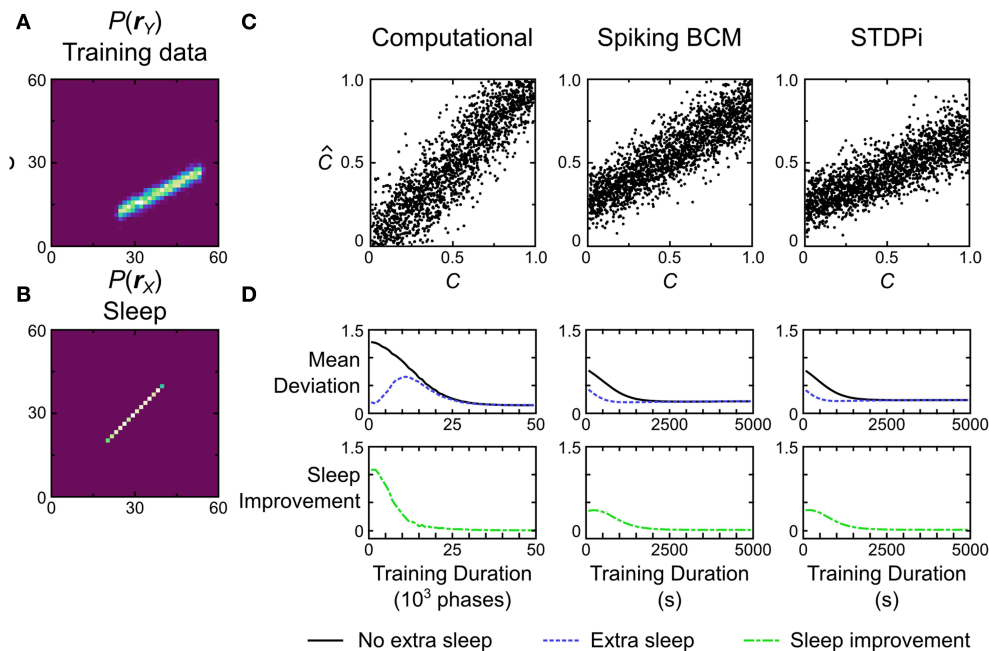 A
P(r_Y)
Training data
60
30
0
0
30
60
B
P(r_X)
Sleep
60
30
0
0
30
60
C
Computational
Spiking BCM
STDPi
Ĉ
1.0
0.5
0
0
0.5
1.0
C
1.0
0.5
0
0
0.5
1.0
C
1.0
0.5
0
0
0.5
1.0
C
D
Mean
Deviation
1.5
0
0
25
50
1.5
0
0
2500
5000
1.5
0
0
2500
5000
Sleep
Improvement
1.5
0
0
25
50
1.5
0
0
2500
5000
1.5
0
0
2500
5000
Training Duration
(10³ phases)
Training Duration
(s)
Training Duration
(s)
No extra sleep
Extra sleep
Sleep improvement